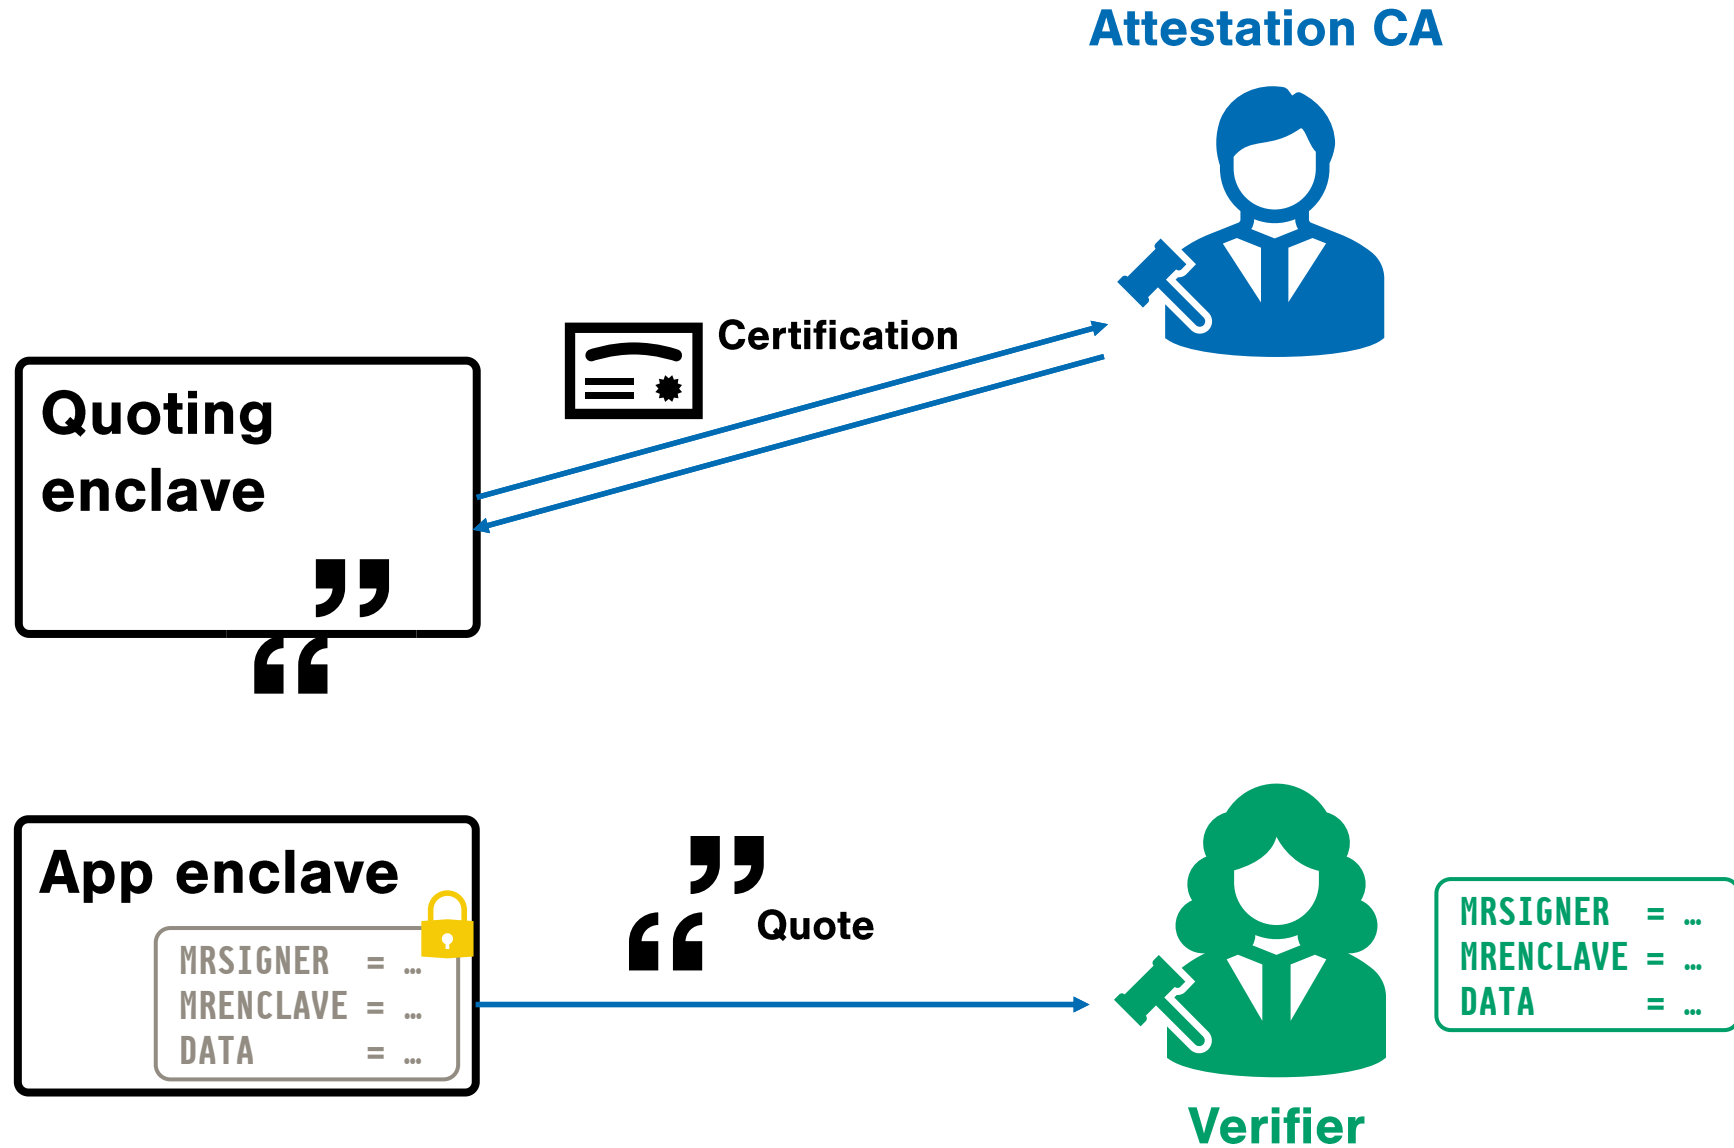 Attestation CA
Certification
Quoting
enclave
”
“
App enclave
MRSIGNER = …
MRENCLAVE = …
DATA = …
”
“
Quote
MRSIGNER = …
MRENCLAVE = …
DATA = …
Verifier